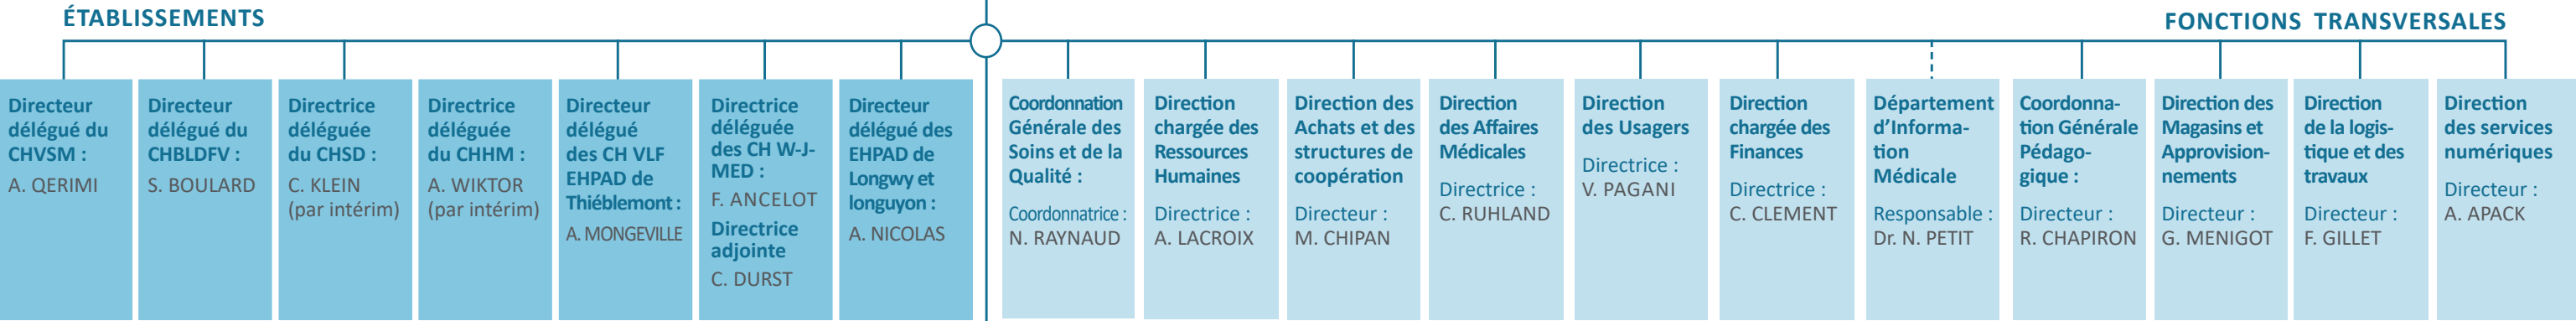 ÉTABLISSEMENTS
FONCTIONS TRANSVERSALES
Directeur
délégué du
CHVSM :
A. QERIMI
Directeur
délégué du
CHBLDFV :
S. BOULARD
Directrice
déléguée
du CHSD :
C. KLEIN
(par intérim)
Directrice
déléguée
du CHHM :
A. WIKTOR
(par intérim)
Directeur
délégué
des CH VLF
EHPAD de
Thiéblemont :
A. MONGEVILLE
Directrice
déléguée
des CH W-J-
MED :
F. ANCELOT
Directrice
adjointe
C. DURST
Directeur
délégué des
EHPAD de
Longwy et
longuyon :
A. NICOLAS
Coordonnation
Générale des
Soins et de la
Qualité :
Coordonnatrice :
N. RAYNAUD
Direction
chargée des
Ressources
Humaines
Directrice :
A. LACROIX
Direction des
Achats et des
structures de
coopération
Directeur :
M. CHIPAN
Direction
des Affaires
Médicales
Directrice :
C. RUHLAND
Direction
des Usagers
Directrice :
V. PAGANI
Direction
chargée des
Finances
Directrice :
C. CLEMENT
Département
d’Informa-
tion
Médicale
Responsable :
Dr. N. PETIT
Coordonna-
tion Générale
Pédago-
gique :
Directeur :
R. CHAPIRON
Direction des
Magasins et
Approvision-
nements
Directeur :
G. MENIGOT
Direction
de la logis-
tique et des
travaux
Directeur :
F. GILLET
Direction
des services
numériques
Directeur :
A. APACK